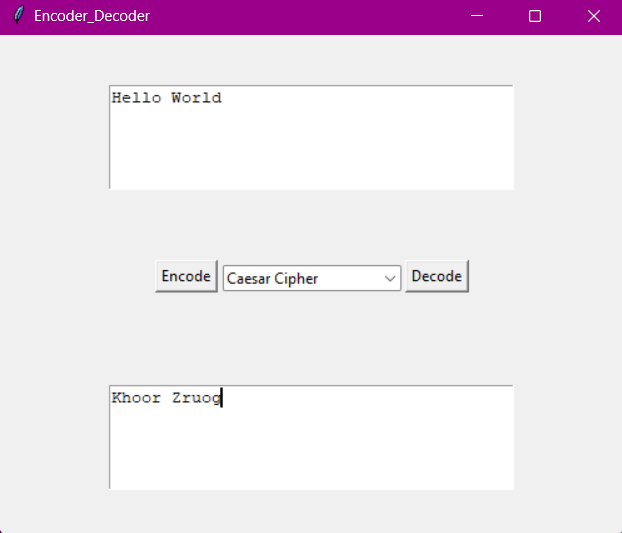 Encoder_Decoder
Hello World
Encode Caesar Cipher Decode
Khoor Zruog